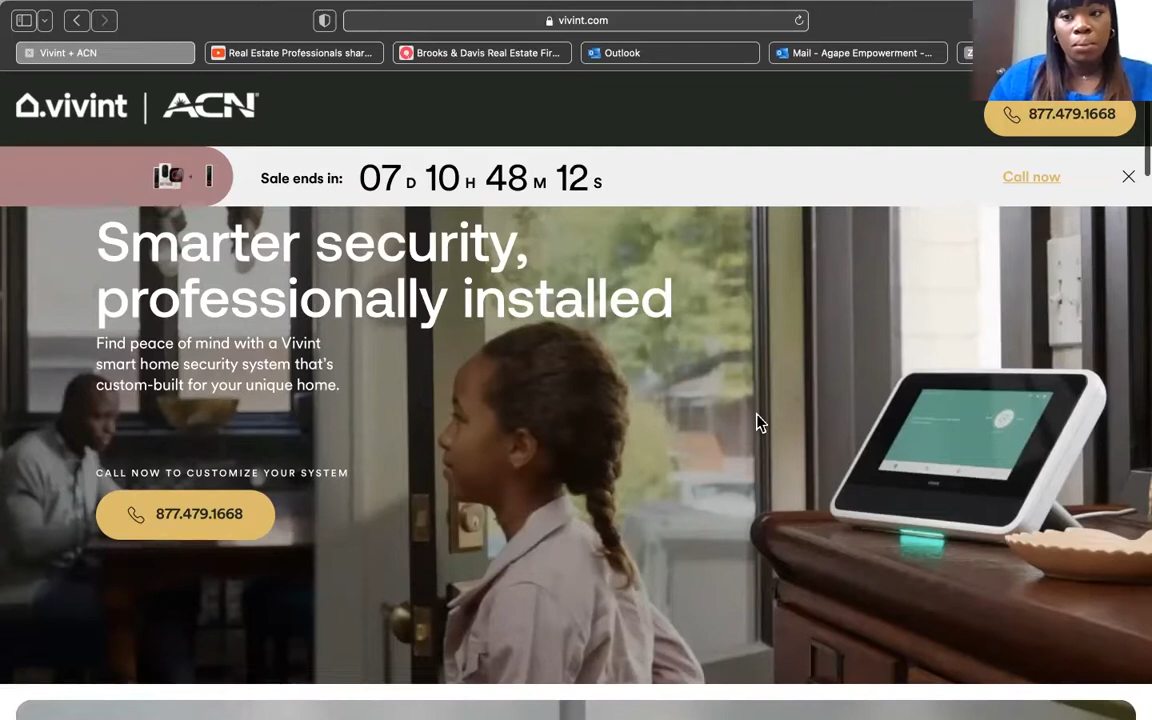 vivint.com
Vivint + ACN
Real Estate Professionals shar...
Brooks & Davis Real Estate Fir...
Outlook
Mail - Agape Empowerment -...
Z
vivint | ACN
877.479.1668
Sale ends in: 07 D 10 H 48 M 12 S
Call now
Smarter security,
professionally installed
Find peace of mind with a Vivint
smart home security system that's
custom-built for your unique home.
CALL NOW TO CUSTOMIZE YOUR SYSTEM
877.479.1668